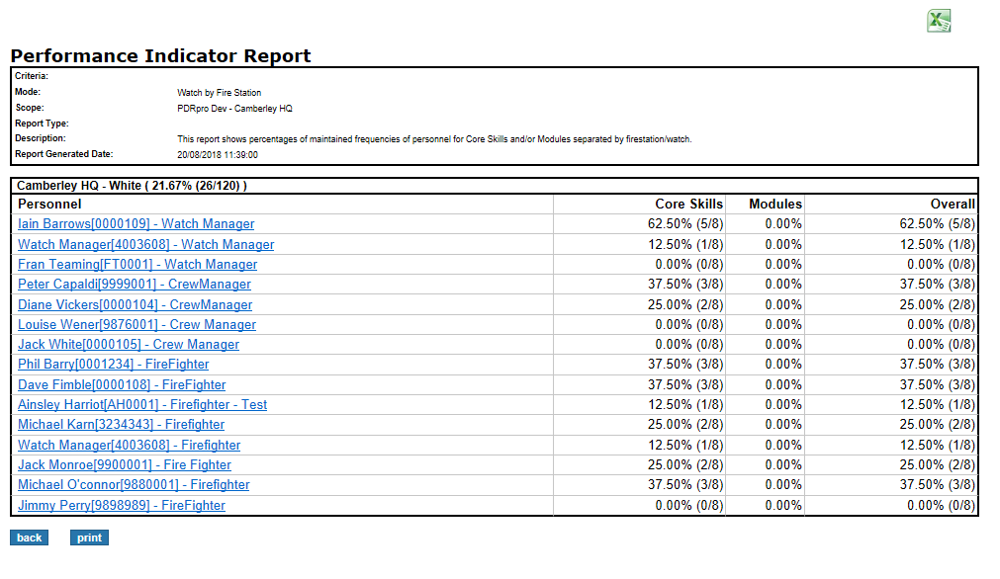 Performance Indicator Report
Criteria:
Mode: Watch by Fire Station
Scope: PDRpro Dev - Camberley HQ
Report Type:
Description: This report shows percentages of maintained frequencies of personnel for Core Skills and/or Modules separated by firestation/watch.
Report Generated Date: 20/08/2018 11:39:00
Camberley HQ - White ( 21.67% (26/120) )
Personnel Core Skills Modules Overall
Iain Barrows[0000109] - Watch Manager 62.50% (5/8) 0.00% 62.50% (5/8)
Watch Manager[4003608] - Watch Manager 12.50% (1/8) 0.00% 12.50% (1/8)
Fran Teaming[FT0001] - Watch Manager 0.00% (0/8) 0.00% 0.00% (0/8)
Peter Capaldi[9999001] - CrewManager 37.50% (3/8) 0.00% 37.50% (3/8)
Diane Vickers[0000104] - CrewManager 25.00% (2/8) 0.00% 25.00% (2/8)
Louise Wener[9876001] - Crew Manager 0.00% (0/8) 0.00% 0.00% (0/8)
Jack White[0000105] - Crew Manager 0.00% (0/8) 0.00% 0.00% (0/8)
Phil Barry[0001234] - FireFighter 37.50% (3/8) 0.00% 37.50% (3/8)
Dave Fimble[0000108] - FireFighter 37.50% (3/8) 0.00% 37.50% (3/8)
Ainsley Harriot[AH0001] - Firefighter - Test 12.50% (1/8) 0.00% 12.50% (1/8)
Michael Karn[3234343] - Firefighter 25.00% (2/8) 0.00% 25.00% (2/8)
Watch Manager[4003608] - Firefighter 12.50% (1/8) 0.00% 12.50% (1/8)
Jack Monroe[9900001] - Fire Fighter 25.00% (2/8) 0.00% 25.00% (2/8)
Michael O'connor[9880001] - Firefighter 37.50% (3/8) 0.00% 37.50% (3/8)
Jimmy Perry[9898989] - FireFighter 0.00% (0/8) 0.00% 0.00% (0/8)
back print